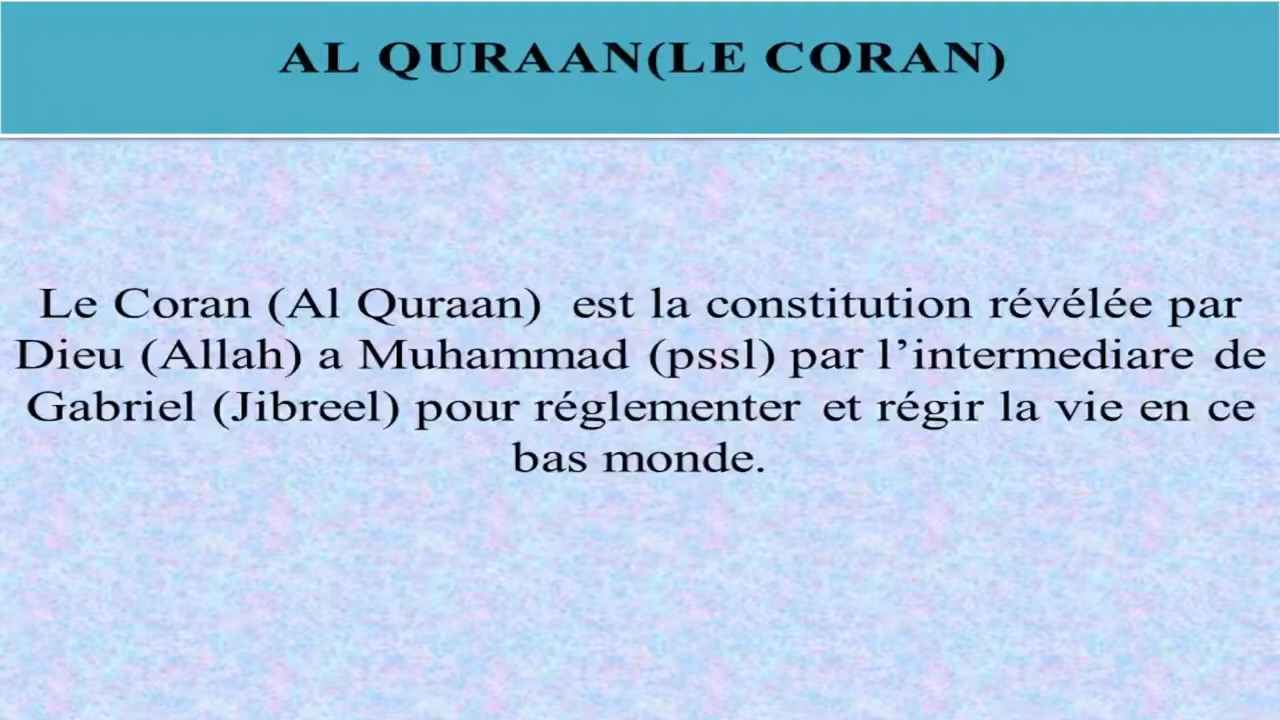 AL QURAAN(LE CORAN)
Le Coran (Al Quraan) est la constitution révélée par
Dieu (Allah) a Muhammad (pssl) par l’intermediare de
Gabriel (Jibreel) pour réglementer et régir la vie en ce
bas monde.